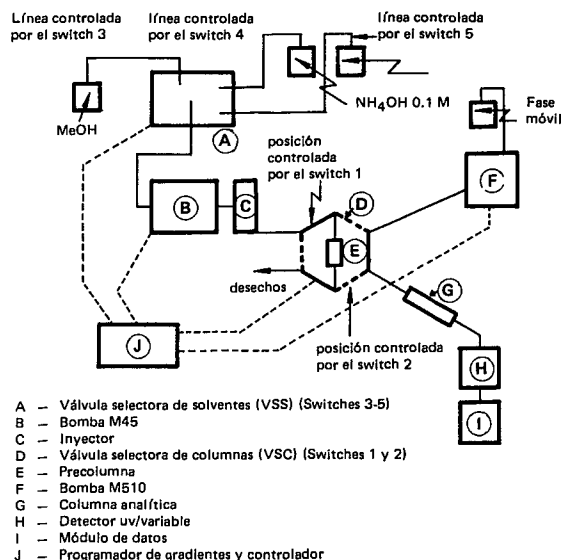 Línea controlada
por el switch 3
línea controlada
por el switch 4
línea controlada
por el switch 5
MeOH
NH4OH 0.1 M
Fase
móvil
A
posición
controlada
por el switch 1
B
C
D
E
F
desechos
G
J
posición controlada
por el switch 2
H
I
A — Válvula selectora de solventes (VSS) (Switches 3-5)
B — Bomba M45
C — Inyector
D — Válvula selectora de columnas (VSC) (Switches 1 y 2)
E — Precolumna
F — Bomba M510
G — Columna analítica
H — Detector uv/variable
I — Módulo de datos
J — Programador de gradientes y controlador